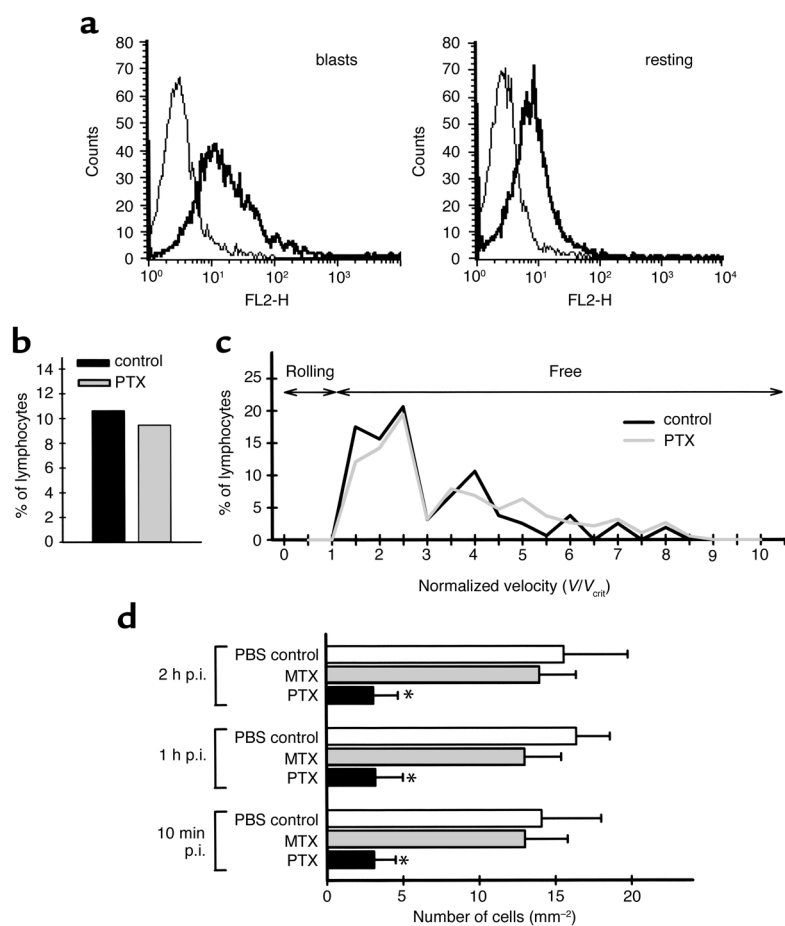 a
blasts
resting
80
70
60
50
40
30
20
10
0
Counts
10⁰ 10¹ 10² 10³
FL2-H
80
70
60
50
40
30
20
10
0
Counts
10⁰ 10¹ 10² 10³ 10⁴
FL2-H
b
control
PTX
14
12
10
8
6
4
2
0
% of lymphocytes
c
Rolling
Free
control
PTX
25
20
15
10
5
0
% of lymphocytes
0 1 2 3 4 5 6 7 8 9 10
Normalized velocity (V/Vcrit)
d
2 h p.i.
PBS control
MTX
PTX *
1 h p.i.
PBS control
MTX
PTX *
10 min
p.i.
PBS control
MTX
PTX *
0 5 10 15 20
Number of cells (mm⁻²)